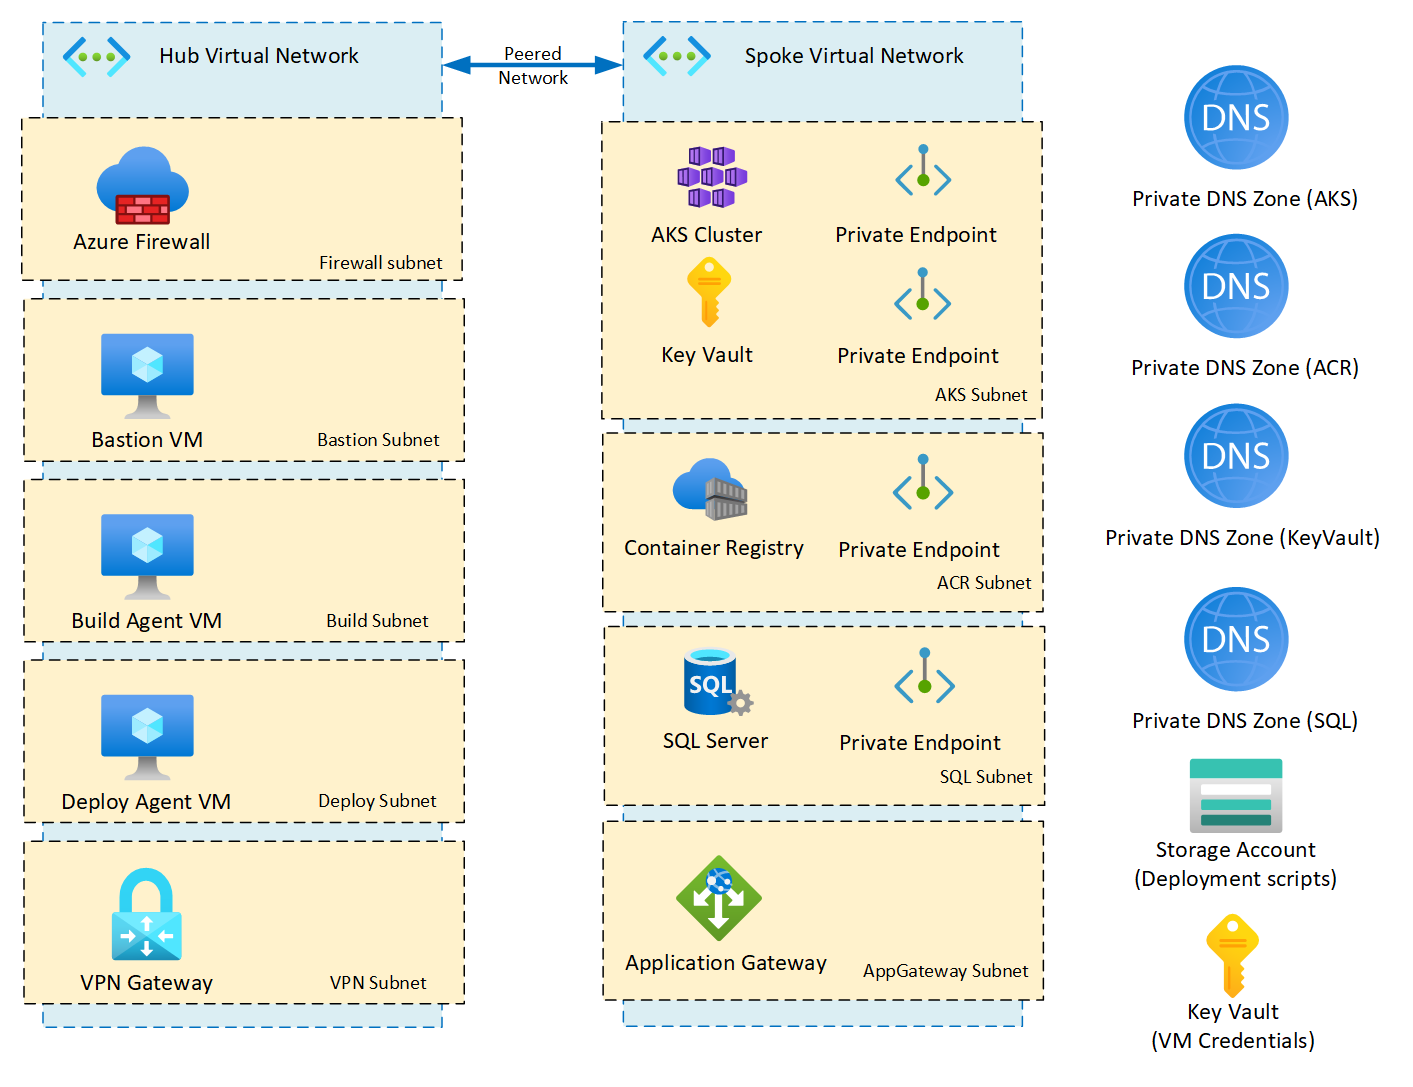 Hub Virtual Network
Peered
Network
Spoke Virtual Network
Azure Firewall
Firewall subnet
Bastion VM
Bastion Subnet
Build Agent VM
Build Subnet
Deploy Agent VM
Deploy Subnet
VPN Gateway
VPN Subnet
AKS Cluster
Private Endpoint
Key Vault
Private Endpoint
AKS Subnet
Container Registry
Private Endpoint
ACR Subnet
SQL
SQL Server
Private Endpoint
SQL Subnet
Application Gateway
AppGateway Subnet
DNS
Private DNS Zone (AKS)
DNS
Private DNS Zone (ACR)
DNS
Private DNS Zone (KeyVault)
DNS
Private DNS Zone (SQL)
Storage Account
(Deployment scripts)
Key Vault
(VM Credentials)